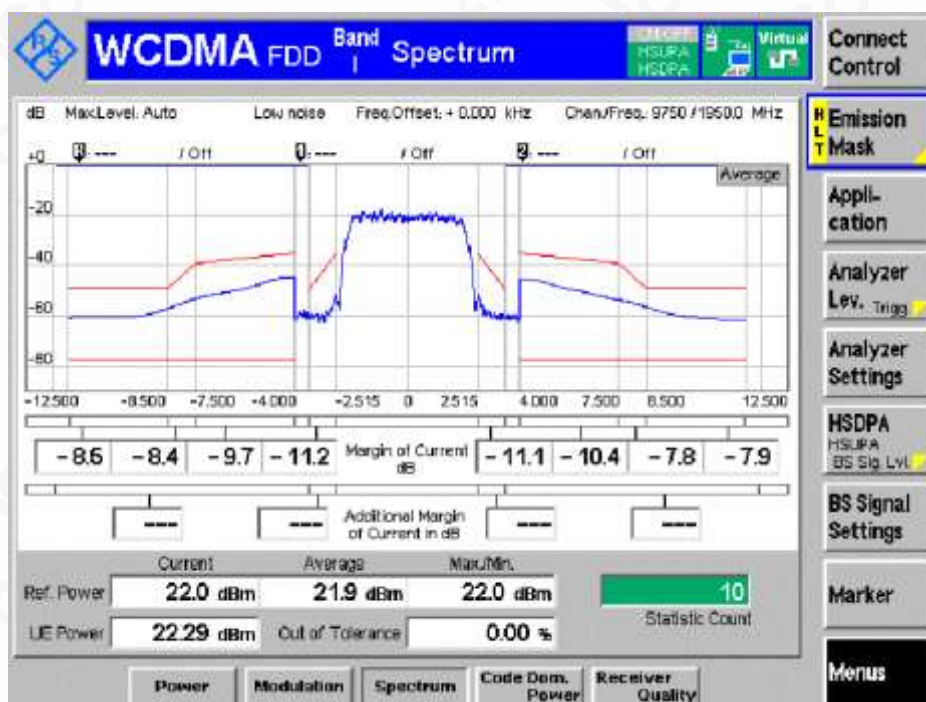 WCDMA FDD Band I Spectrum
HSUPA
HSDPA
Virtual
Connect Control
dB Max.Level: Auto Low noise Freq.Offset: + 0.000 kHz Chan./Freq.: 9750 / 1950.0 MHz
HLT Emission Mask
+0 --- / Off 1: --- / Off 2: --- / Off
Average
Appli-
cation
-20
-40
Analyzer
Lev. Trigg
-60
-80
Analyzer
Settings
-12.500 -8.500 -7.500 -4.000 -2.515 0 2.515 4.000 7.500 8.500 12.500
HSDPA
HSUPA
BS Sig. Lvl.
-8.6 -8.4 -9.7 -11.2 Margin of Current dB -11.1 -10.4 -7.8 -7.9
BS Signal
Settings
--- --- Additional Margin of Current in dB --- ---
Current Average Max./Min.
Ref. Power 22.0 dBm 21.9 dBm 22.0 dBm 10
Statistic Count
Marker
UE Power 22.29 dBm Out of Tolerance 0.00 %
Power Modulation Spectrum Code Dom. Power Receiver Quality
Menus